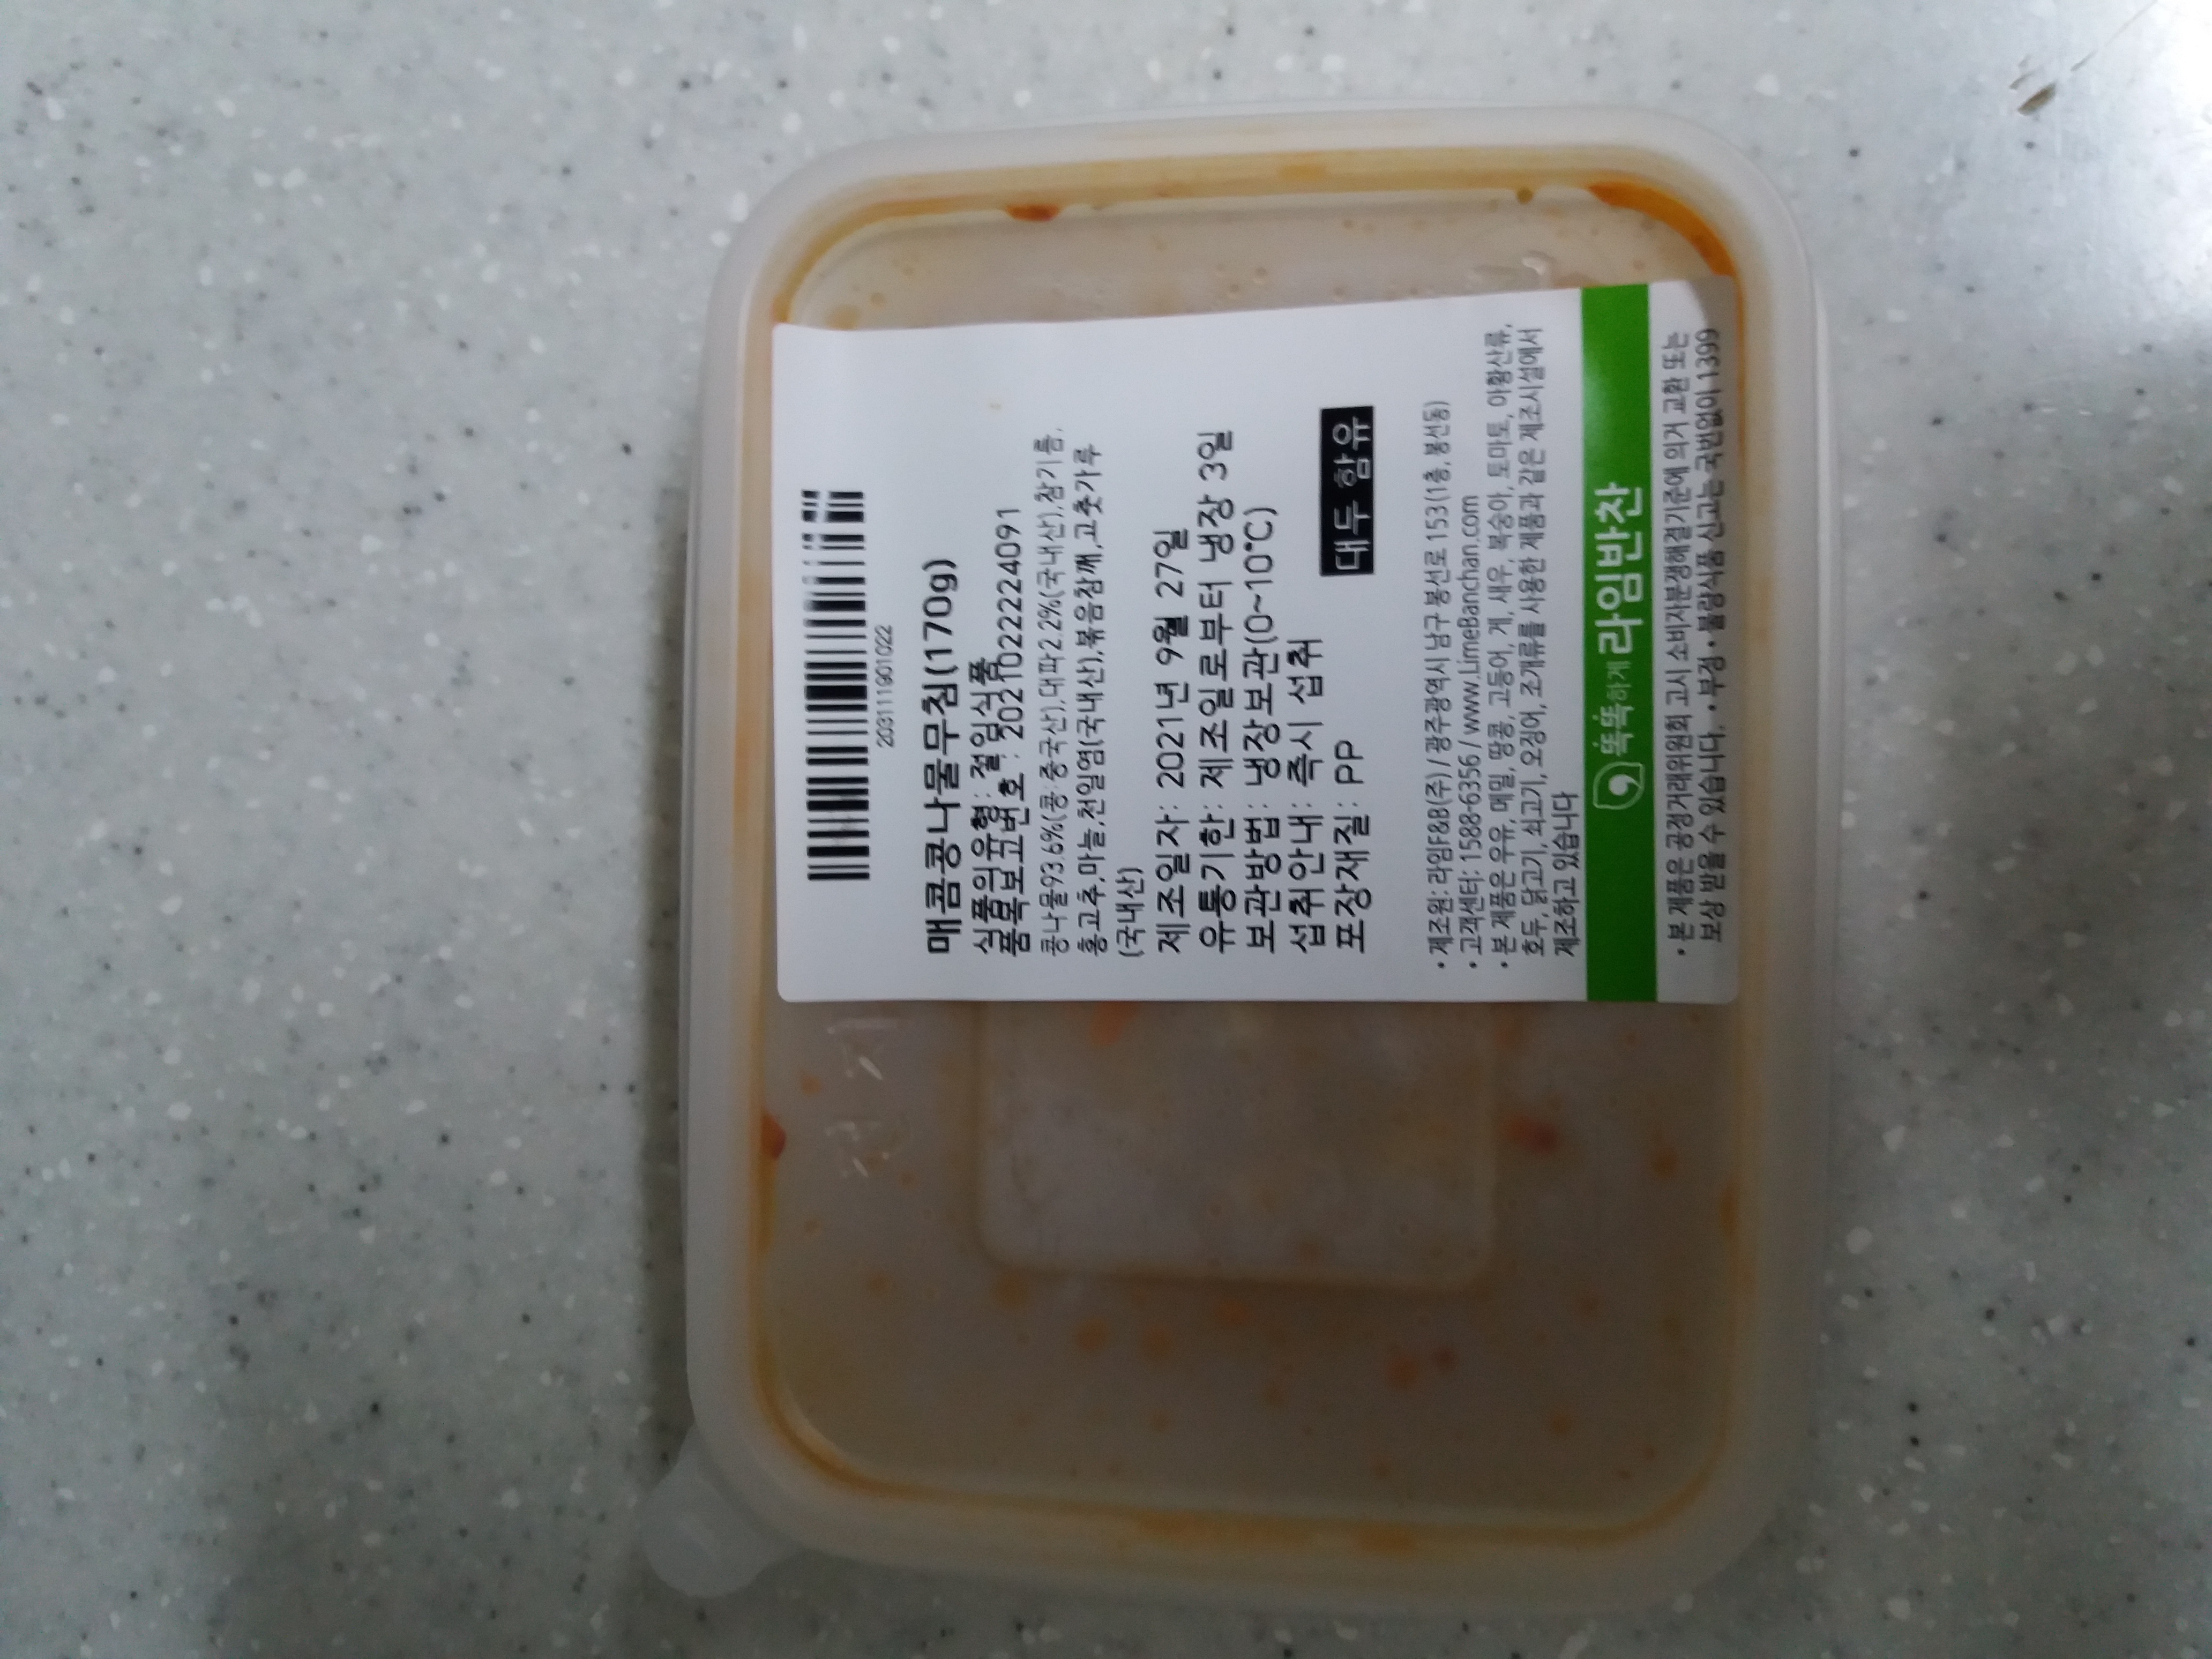 203111901022
매콤콩나물무침(170g)
식품의유형: 절임식품
품목보고번호 : 20210222224091
콩나물93.6%(콩:중국산),대파2.2%(국내산),참기름,
홍고추,마늘,천일염(국내산),볶음참깨,고춧가루
(국내산)
제조일자: 2021년 9월 27일
유통기한: 제조일로부터 냉장 3일
보관방법: 냉장보관(0~10°C)
섭취안내: 즉시 섭취
포장재질: PP
대두 함유
• 제조원: 라임F&B(주) / 광주광역시 남구 봉선로 153(1층, 봉선동)
• 고객센터: 1588-6356 / www.LimeBanchan.com
• 본 제품은 우유, 메밀, 땅콩, 고등어, 게, 새우, 복숭아, 토마토, 아황산류,
호두, 닭고기, 쇠고기, 오징어, 조개류를 사용한 제품과 같은 제조시설에서
제조하고 있습니다
똑똑하게 라임반찬
• 본 제품은 공정거래위원회 고시 소비자분쟁해결기준에 의거 교환 또는
보상 받을 수 있습니다. • 부정 • 불량식품 신고는 국번없이 1399